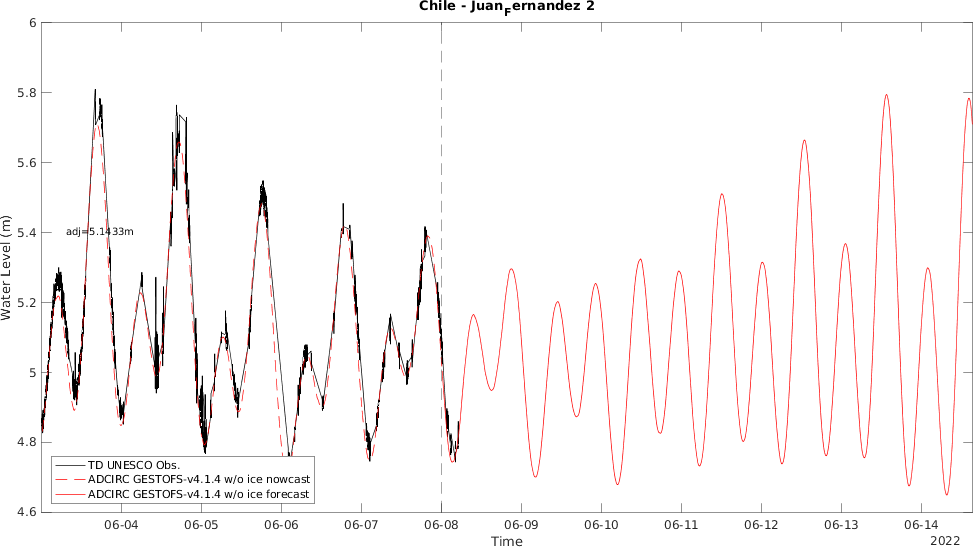 Chile - Juan_Fernandez 2
6
5.8
5.6
5.4
5.2
5
4.8
4.6
Water Level (m)
adj=5.1433m
TD UNESCO Obs.
ADCIRC GESTOFS-v4.1.4 w/o ice nowcast
ADCIRC GESTOFS-v4.1.4 w/o ice forecast
06-04 06-05 06-06 06-07 06-08 06-09 06-10 06-11 06-12 06-13 06-14
Time
2022